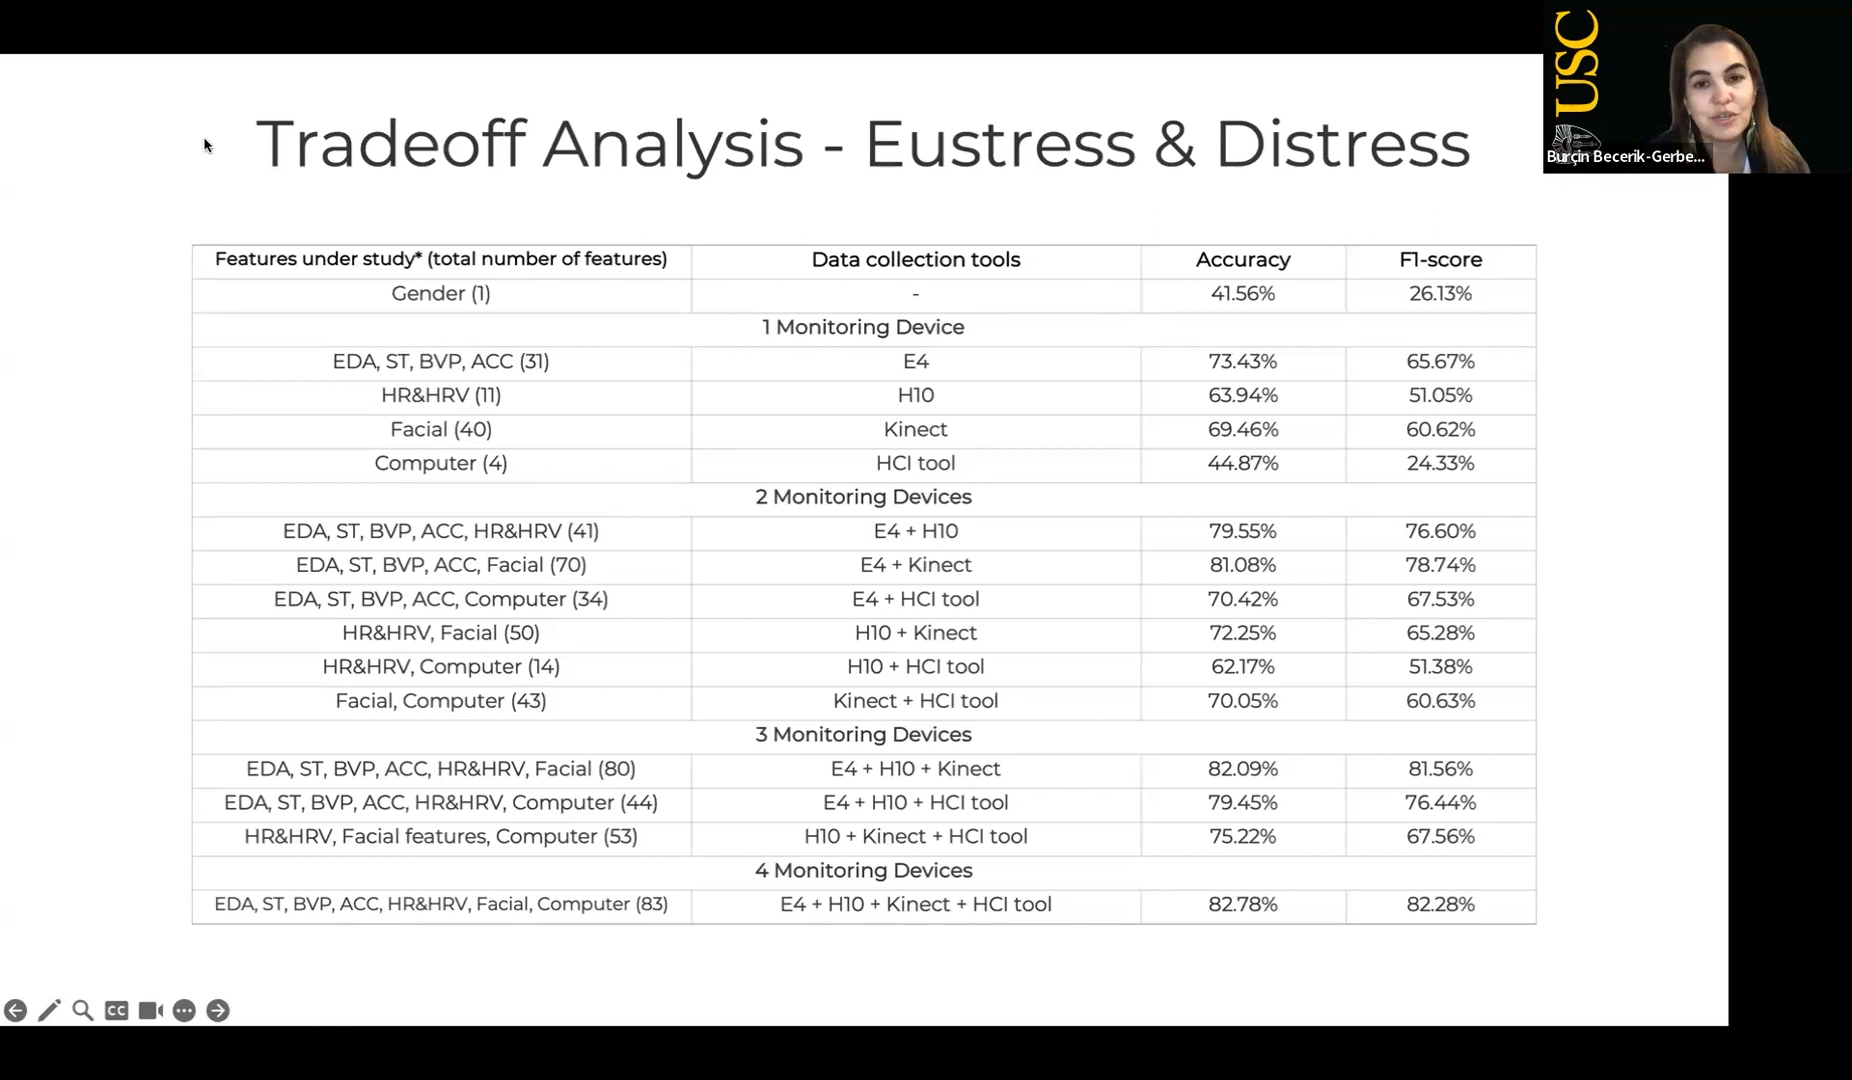 USC
Burçin Becerik-Gerbe...
Tradeoff Analysis - Eustress & Distress
Features under study* (total number of features) Data collection tools Accuracy F1-score
Gender (1) - 41.56% 26.13%
1 Monitoring Device
EDA, ST, BVP, ACC (31) E4 73.43% 65.67%
HR&HRV (11) H10 63.94% 51.05%
Facial (40) Kinect 69.46% 60.62%
Computer (4) HCI tool 44.87% 24.33%
2 Monitoring Devices
EDA, ST, BVP, ACC, HR&HRV (41) E4 + H10 79.55% 76.60%
EDA, ST, BVP, ACC, Facial (70) E4 + Kinect 81.08% 78.74%
EDA, ST, BVP, ACC, Computer (34) E4 + HCI tool 70.42% 67.53%
HR&HRV, Facial (50) H10 + Kinect 72.25% 65.28%
HR&HRV, Computer (14) H10 + HCI tool 62.17% 51.38%
Facial, Computer (43) Kinect + HCI tool 70.05% 60.63%
3 Monitoring Devices
EDA, ST, BVP, ACC, HR&HRV, Facial (80) E4 + H10 + Kinect 82.09% 81.56%
EDA, ST, BVP, ACC, HR&HRV, Computer (44) E4 + H10 + HCI tool 79.45% 76.44%
HR&HRV, Facial features, Computer (53) H10 + Kinect + HCI tool 75.22% 67.56%
4 Monitoring Devices
EDA, ST, BVP, ACC, HR&HRV, Facial, Computer (83) E4 + H10 + Kinect + HCI tool 82.78% 82.28%
CC